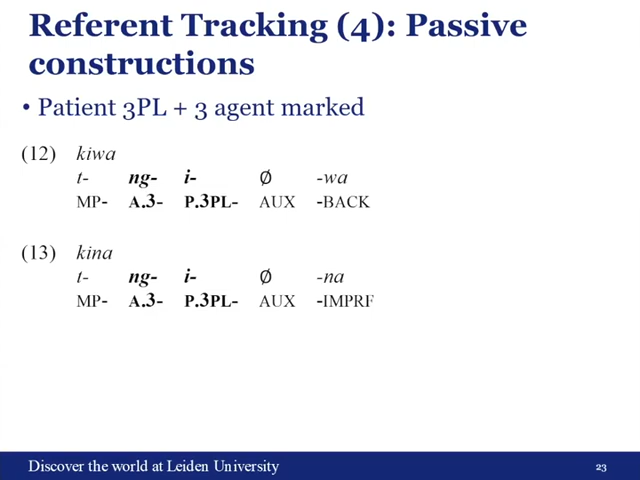 Referent Tracking (4): Passive
constructions
• Patient 3PL + 3 agent marked
(12) kiwa
t- ng- i- ∅ -wa
MP- A.3- P.3PL- AUX -BACK
(13) kina
t- ng- i- ∅ -na
MP- A.3- P.3PL- AUX -IMPRF
Discover the world at Leiden University 23